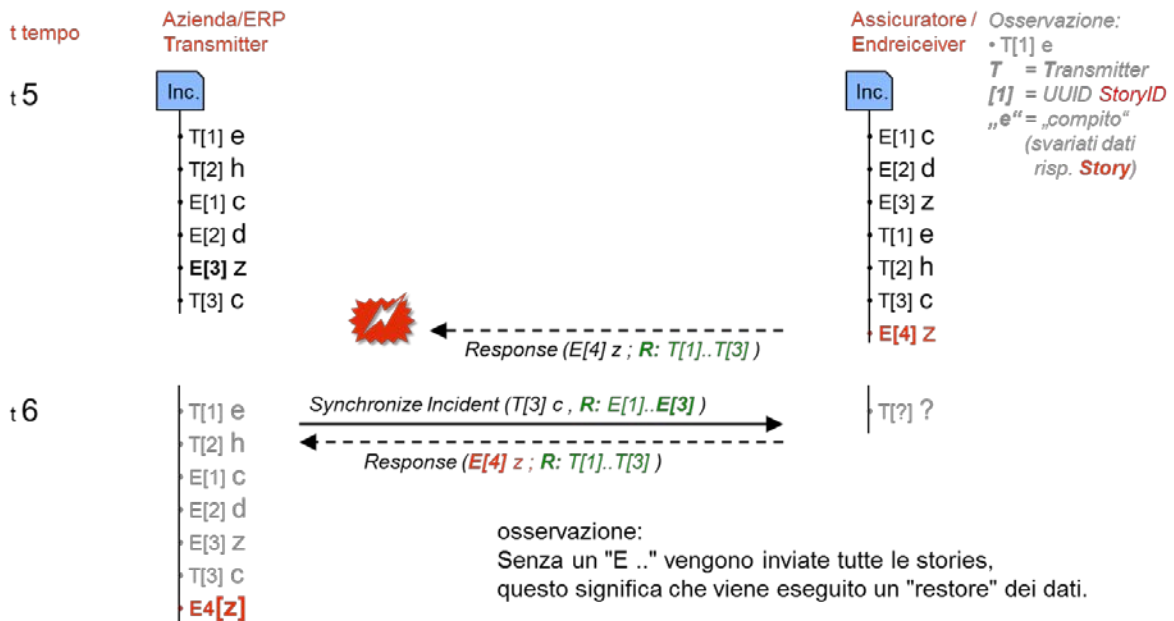 t tempo
Azienda/ERP
Transmitter
Assicuratore /
Endreiceiver
Osservazione:
• T[1] e
T = Transmitter
[1] = UUID StoryID
„e“ = „compito“
(svariati dati
risp. Story)
t 5
Inc.
T[1] e
T[2] h
E[1] c
E[2] d
E[3] z
T[3] c
Inc.
E[1] c
E[2] d
E[3] z
T[1] e
T[2] h
T[3] c
E[4] z
Response (E[4] z ; R: T[1]..T[3] )
t 6
T[1] e
T[2] h
E[1] c
E[2] d
E[3] z
T[3] c
E4[z]
Synchronize Incident (T[3] c , R: E[1]..E[3] )
Response (E[4] z ; R: T[1]..T[3] )
T[?] ?
osservazione:
Senza un "E .." vengono inviate tutte le stories,
questo significa che viene eseguito un "restore" dei dati.